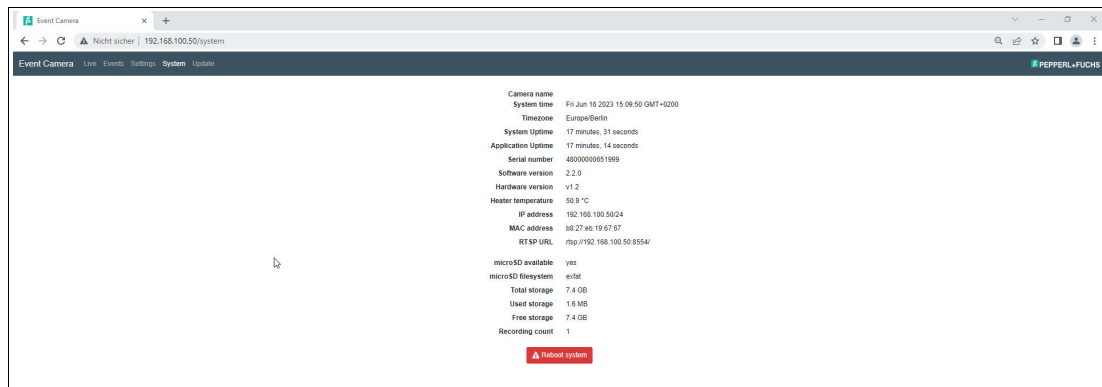 Event Camera
Nicht sicher | 192.168.100.50/system
Event Camera Live Events Settings System Update PEPPERL+FUCHS
Camera name
System time Fri Jun 16 2023 15:09:50 GMT+0200
Timezone Europe/Berlin
System Uptime 17 minutes, 31 seconds
Application Uptime 17 minutes, 14 seconds
Serial number 48000000651999
Software version 2.2.0
Hardware version v1.2
Heater temperature 50.9 °C
IP address 192.168.100.50/24
MAC address b8:27:eb:19:67:67
RTSP URL rtsp://192.168.100.50:8554/
microSD available yes
microSD filesystem exfat
Total storage 7.4 GB
Used storage 1.6 MB
Free storage 7.4 GB
Recording count 1
Reboot system